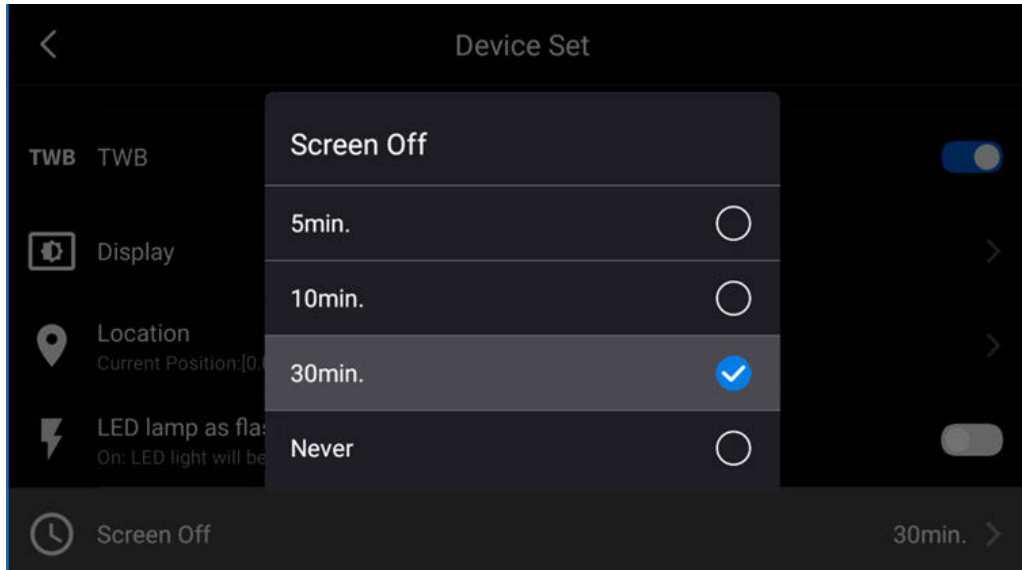 Device Set
TWB TWB
Display
Location
Current Position:[0.
LED lamp as fla
On: LED light will be
Screen Off 30min.
Screen Off
5min.
10min.
30min.
Never